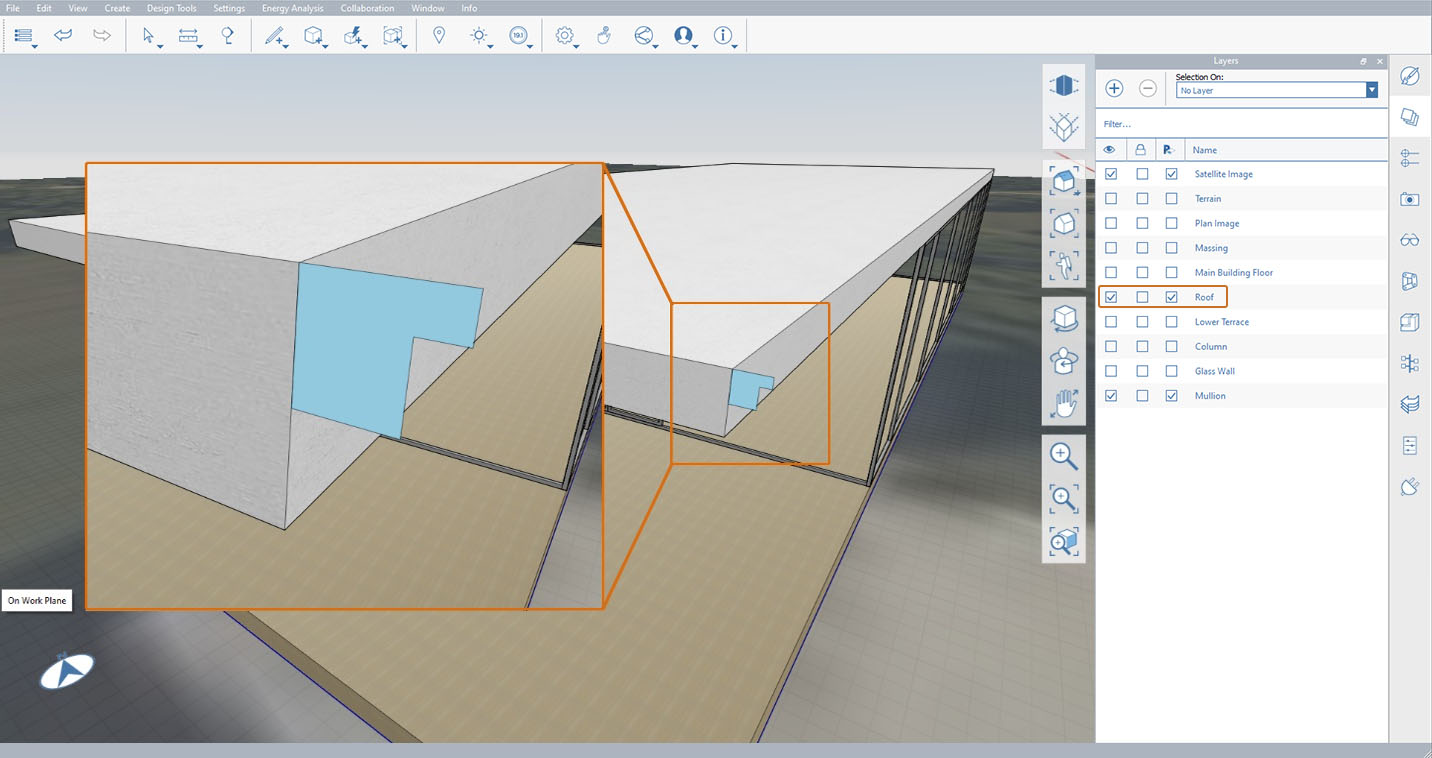 File Edit View Create Design Tools Settings Energy Analysis Collaboration Window Info
Layers
Selection On:
No Layer
Filter...
Name
Satellite Image
Terrain
Plan Image
Massing
Main Building Floor
Roof
Lower Terrace
Column
Glass Wall
Mullion
On Work Plane